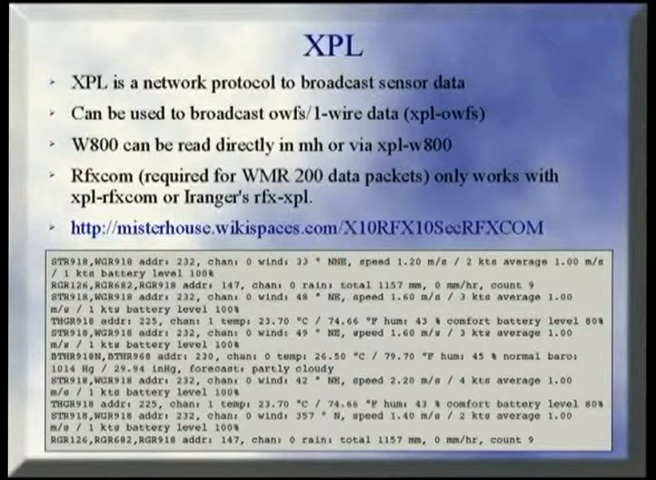 XPL
XPL is a network protocol to broadcast sensor data
Can be used to broadcast owfs/1-wire data (xpl-owfs)
W800 can be read directly in mh or via xpl-w800
Rfxcom (required for WMR 200 data packets) only works with
xpl-rfxcom or Iranger's rfx-xpl.
http://misterhouse.wikispaces.com/X10RFX10SecRFXCOM
STR918,WGR918 addr: 232, chan: 0 wind: 33 ° NNE, speed 1.20 m/s / 2 kts average 1.00 m/s
/ 1 kts battery level 100%
RGR126,RGR682,RGR918 addr: 147, chan: 0 rain: total 1157 mm, 0 mm/hr, count 9
STR918,WGR918 addr: 232, chan: 0 wind: 48 ° NE, speed 1.60 m/s / 3 kts average 1.00
m/s / 1 kts battery level 100%
THGR918 addr: 225, chan: 1 temp: 23.70 °C / 74.66 °F hum: 43 % comfort battery level 80%
STR918,WGR918 addr: 232, chan: 0 wind: 49 ° NE, speed 1.60 m/s / 3 kts average 1.00
m/s / 1 kts battery level 100%
BTHR918N,BTHR968 addr: 230, chan: 0 temp: 26.50 °C / 79.70 °F hum: 45 % normal baro:
1014 Hg / 29.94 inHg, forecast: partly cloudy
STR918,WGR918 addr: 232, chan: 0 wind: 42 ° NE, speed 2.20 m/s / 4 kts average 1.00
m/s / 1 kts battery level 100%
THGR918 addr: 225, chan: 1 temp: 23.70 °C / 74.66 °F hum: 43 % comfort battery level 80%
STR918,WGR918 addr: 232, chan: 0 wind: 357 ° N, speed 1.40 m/s / 2 kts average 1.00
m/s / 1 kts battery level 100%
RGR126,RGR682,RGR918 addr: 147, chan: 0 rain: total 1157 mm, 0 mm/hr, count 9